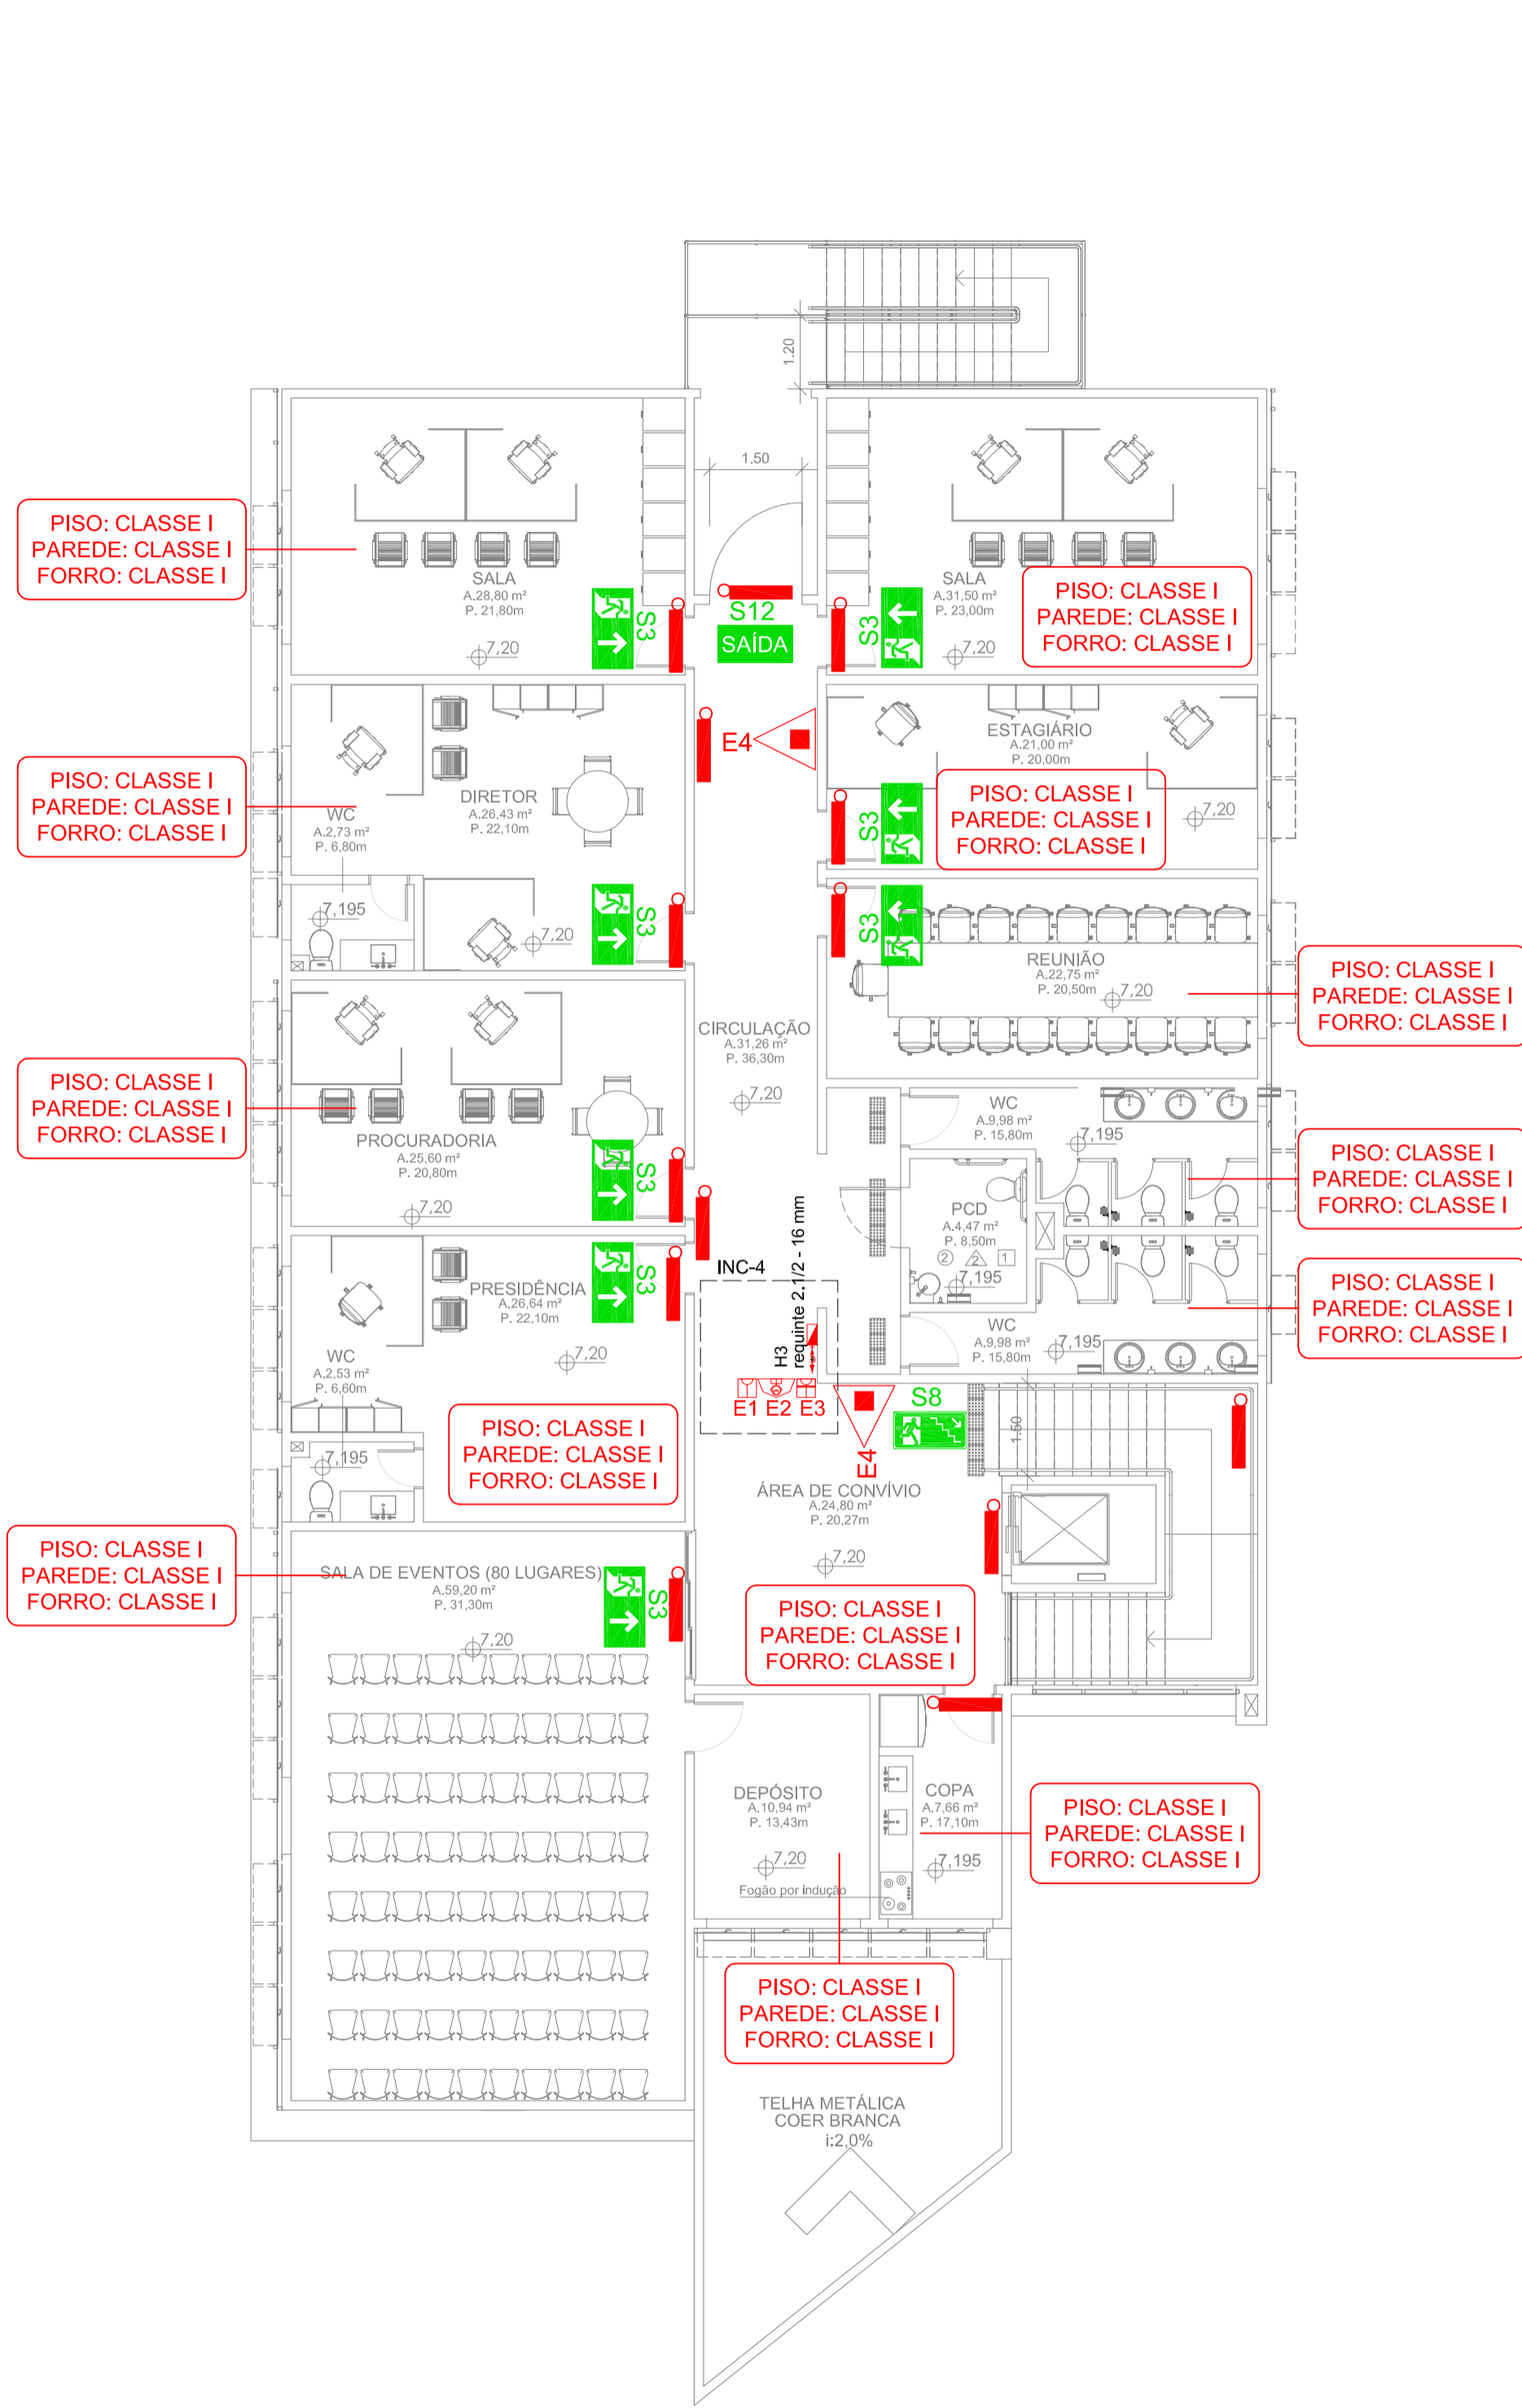 1.20
1.50
PISO: CLASSE I
PAREDE: CLASSE I
FORRO: CLASSE I
SALA
A.28,80 m²
P. 21,80m
7,20
S3
S12
SAÍDA
S3
SALA
A.31,50 m²
P. 23,00m
7,20
PISO: CLASSE I
PAREDE: CLASSE I
FORRO: CLASSE I
E4
ESTAGIÁRIO
A.21,00 m²
P. 20,00m
7,20
PISO: CLASSE I
PAREDE: CLASSE I
FORRO: CLASSE I
S3
PISO: CLASSE I
PAREDE: CLASSE I
FORRO: CLASSE I
WC
A.2,73 m²
P. 6,80m
7,195
DIRETOR
A.26,43 m²
P. 22,10m
7,20
S3
S3
REUNIÃO
A.22,75 m²
P. 20,50m
7,20
PISO: CLASSE I
PAREDE: CLASSE I
FORRO: CLASSE I
CIRCULAÇÃO
A.31,26 m²
P. 36,30m
7,20
PISO: CLASSE I
PAREDE: CLASSE I
FORRO: CLASSE I
PROCURADORIA
A.25,60 m²
P. 20,80m
7,20
S3
WC
A.9,98 m²
P. 15,80m
7,195
PISO: CLASSE I
PAREDE: CLASSE I
FORRO: CLASSE I
PCD
A.4,47 m²
P. 8,50m
2
2
1
7,195
PISO: CLASSE I
PAREDE: CLASSE I
FORRO: CLASSE I
WC
A.9,98 m²
P. 15,80m
7,195
INC-4
H3
requinte 2.1/2 - 16 mm
E1 E2 E3
PRESIDÊNCIA
A.26,64 m²
P. 22,10m
7,20
S3
WC
A.2,53 m²
P. 6,60m
7,195
PISO: CLASSE I
PAREDE: CLASSE I
FORRO: CLASSE I
E4
S8
1.50
ÁREA DE CONVÍVIO
A.24,80 m²
P. 20,27m
7,20
PISO: CLASSE I
PAREDE: CLASSE I
FORRO: CLASSE I
PISO: CLASSE I
PAREDE: CLASSE I
FORRO: CLASSE I
SALA DE EVENTOS (80 LUGARES)
A.59,20 m²
P. 31,30m
7,20
S3
DEPÓSITO
A.10,94 m²
P. 13,43m
7,20
Fogão por indução
COPA
A.7,66 m²
P. 17,10m
7,195
PISO: CLASSE I
PAREDE: CLASSE I
FORRO: CLASSE I
PISO: CLASSE I
PAREDE: CLASSE I
FORRO: CLASSE I
TELHA METÁLICA
COER BRANCA
i:2,0%